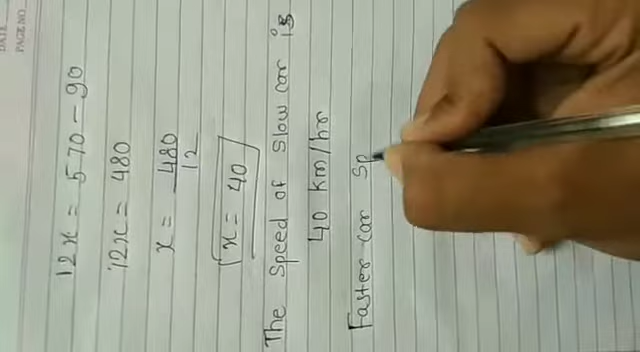 DATE
PAGE NO
12x = 570 - 90
12x = 480
x = 480
12
x = 40
The Speed of slow car is
40 km/hr
Faster car Sp